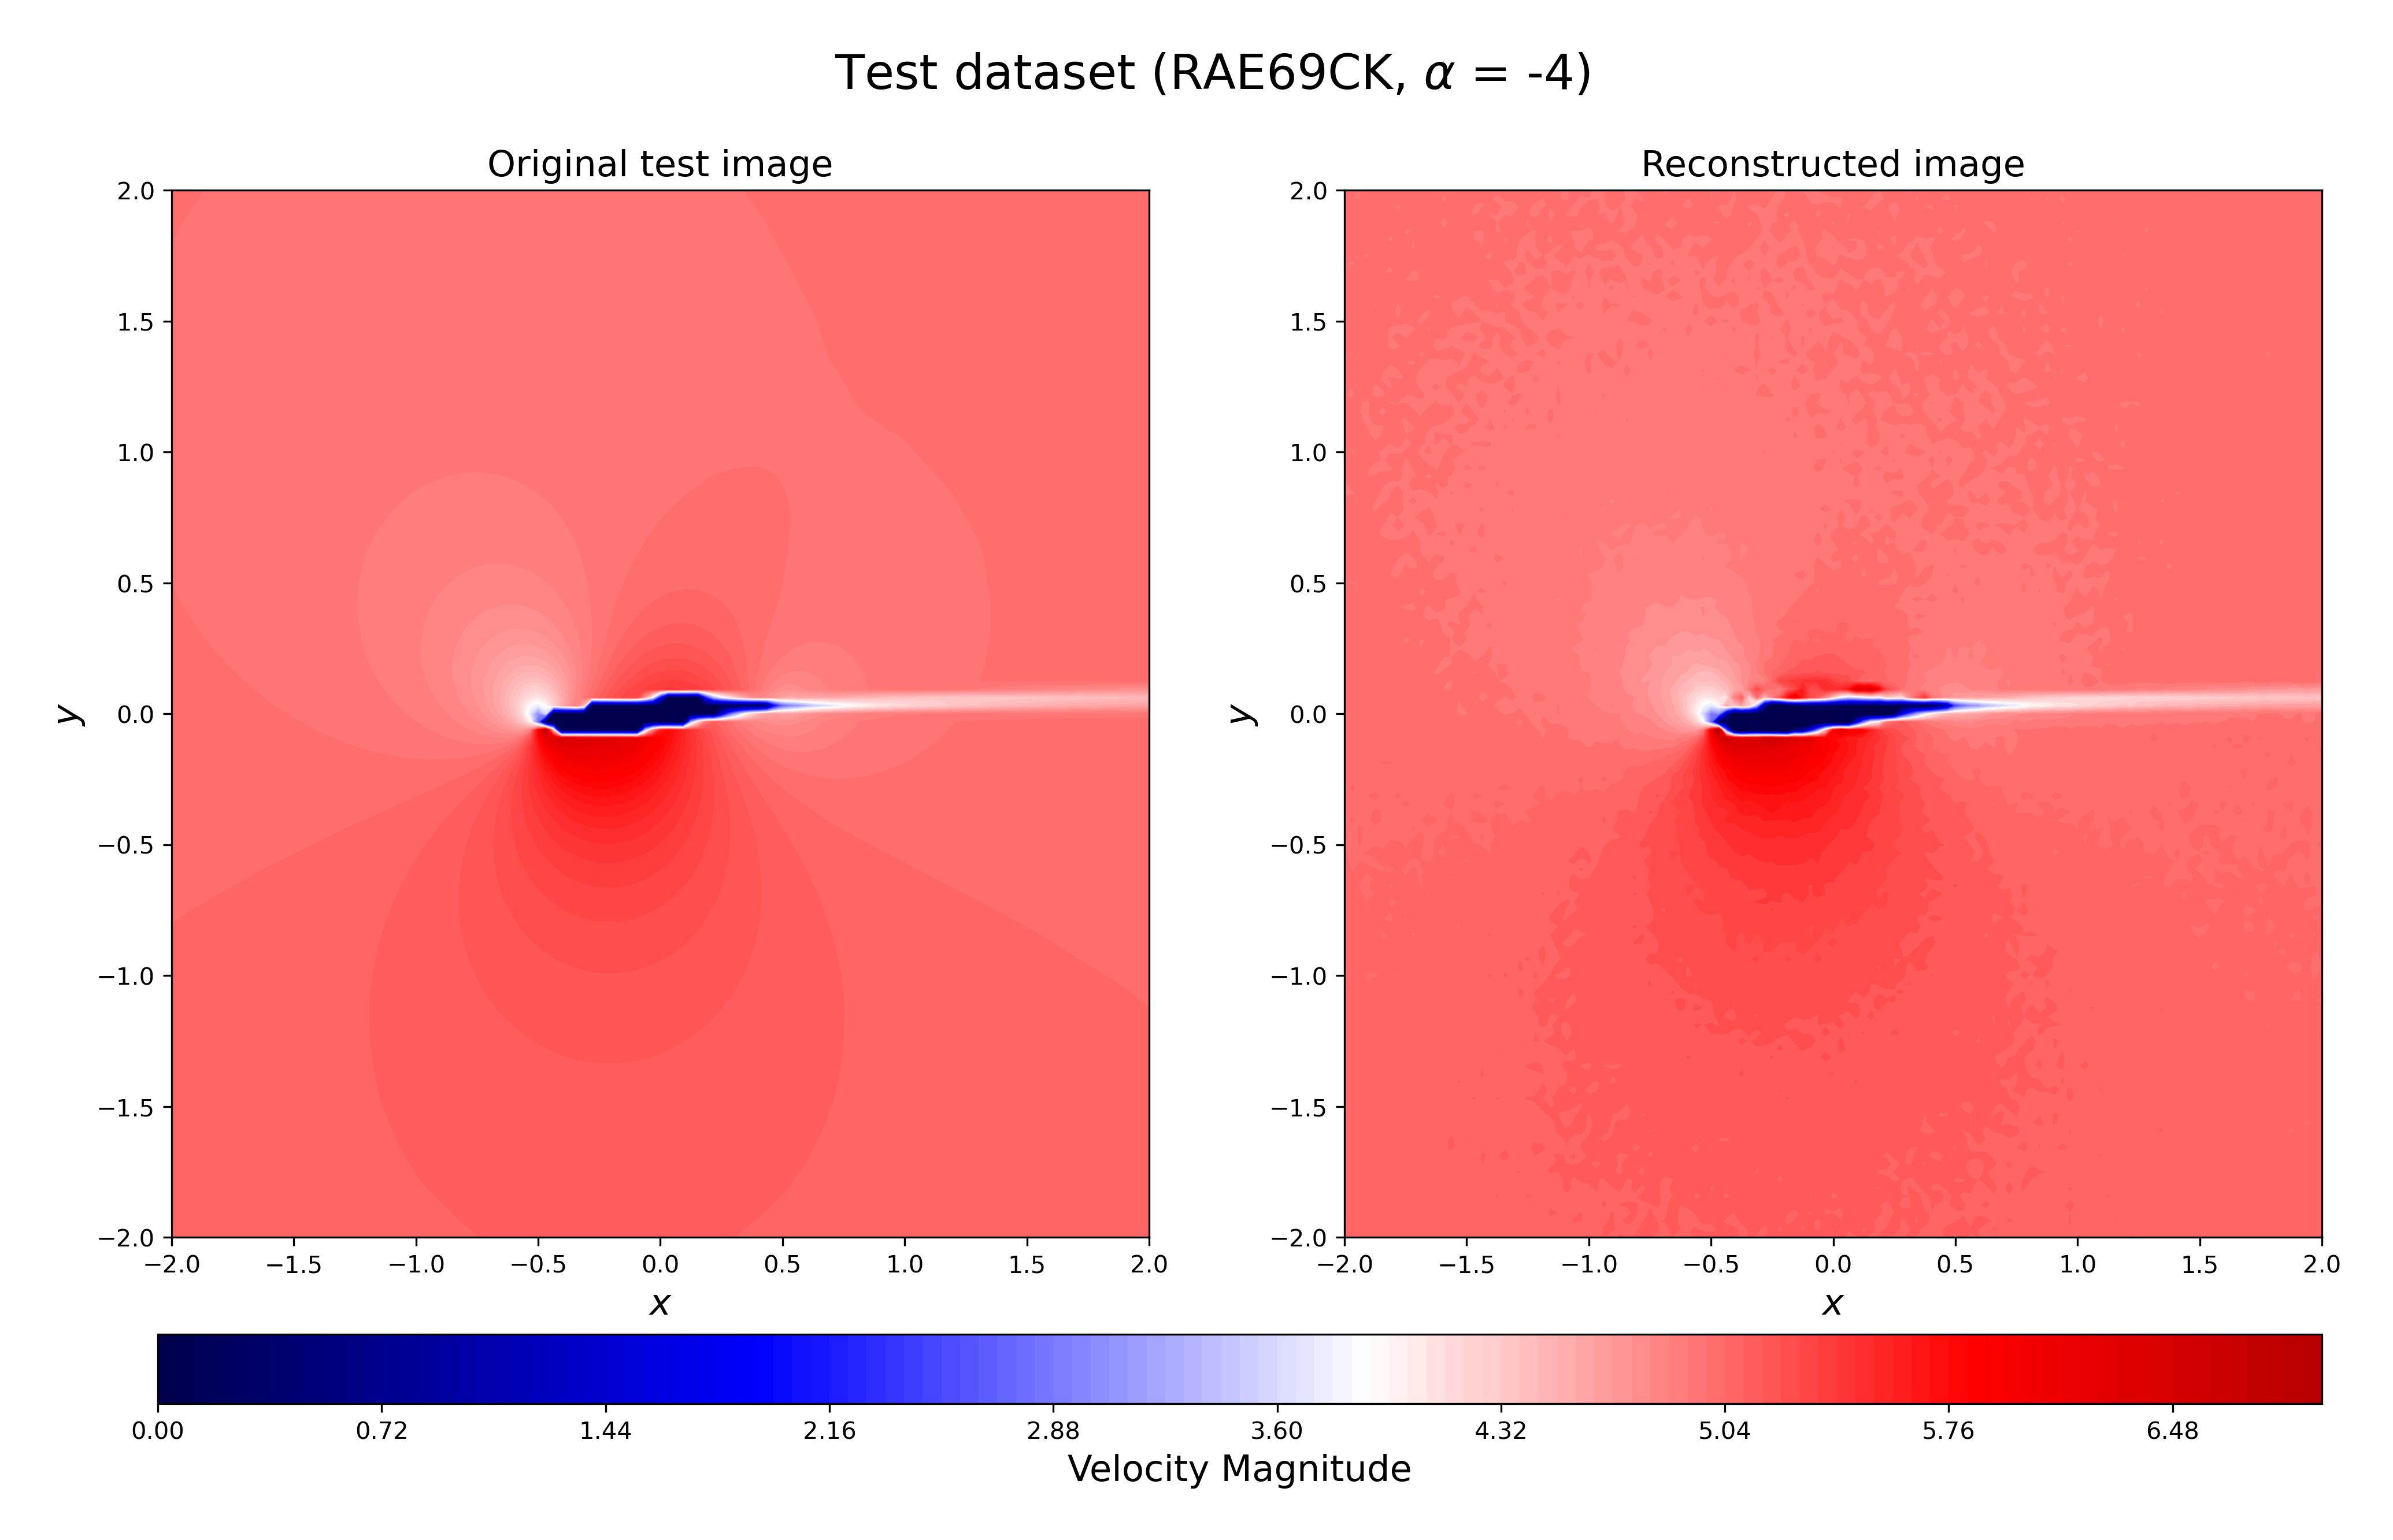 Test dataset (RAE69CK, α = -4)
Original test image
Reconstructed image
2.0
1.5
1.0
0.5
0.0
−0.5
−1.0
−1.5
−2.0
y
−2.0 −1.5 −1.0 −0.5 0.0 0.5 1.0 1.5 2.0
x
2.0
1.5
1.0
0.5
0.0
−0.5
−1.0
−1.5
−2.0
y
−2.0 −1.5 −1.0 −0.5 0.0 0.5 1.0 1.5 2.0
x
0.00 0.72 1.44 2.16 2.88 3.60 4.32 5.04 5.76 6.48
Velocity Magnitude